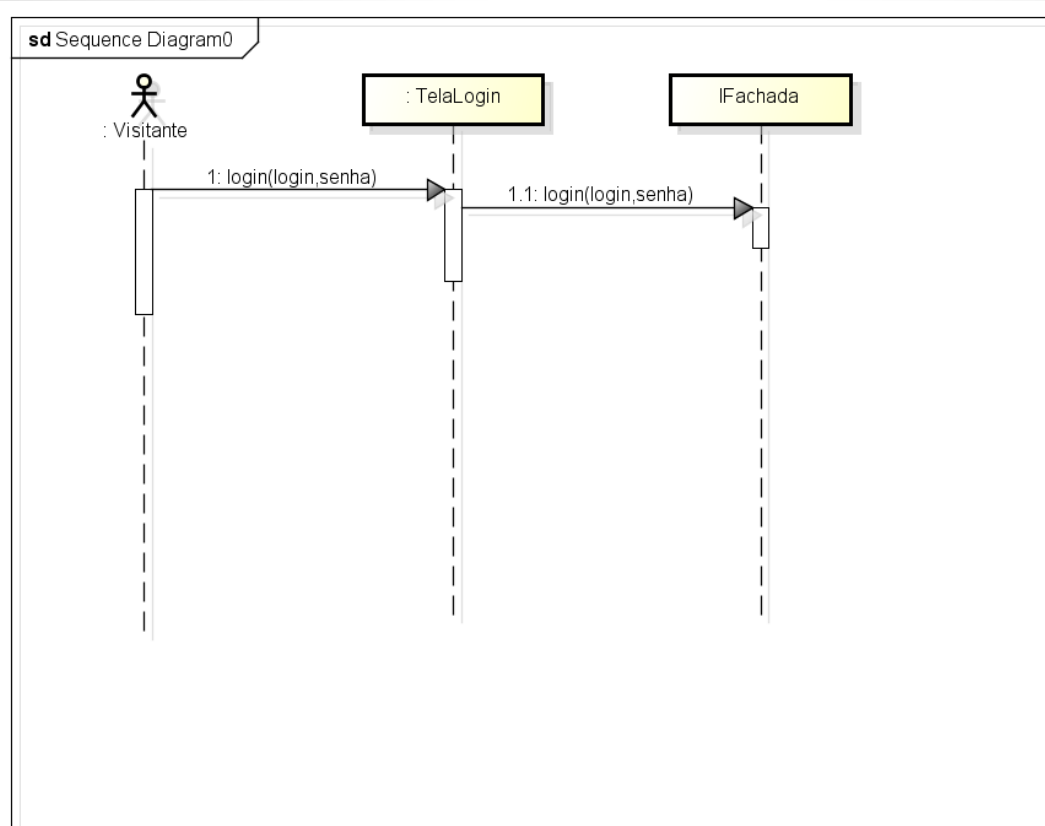 sd Sequence Diagram0
: Visitante
: TelaLogin
IFachada
1: login(login,senha)
1.1: login(login,senha)